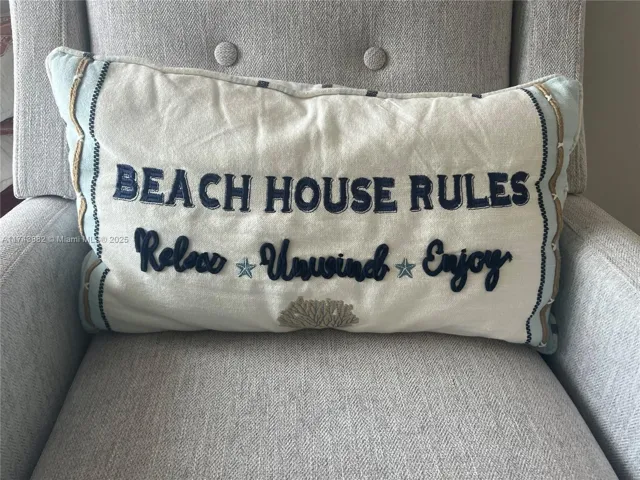 BEACH HOUSE RULES
Relax ★ Unwind ★ Enjoy